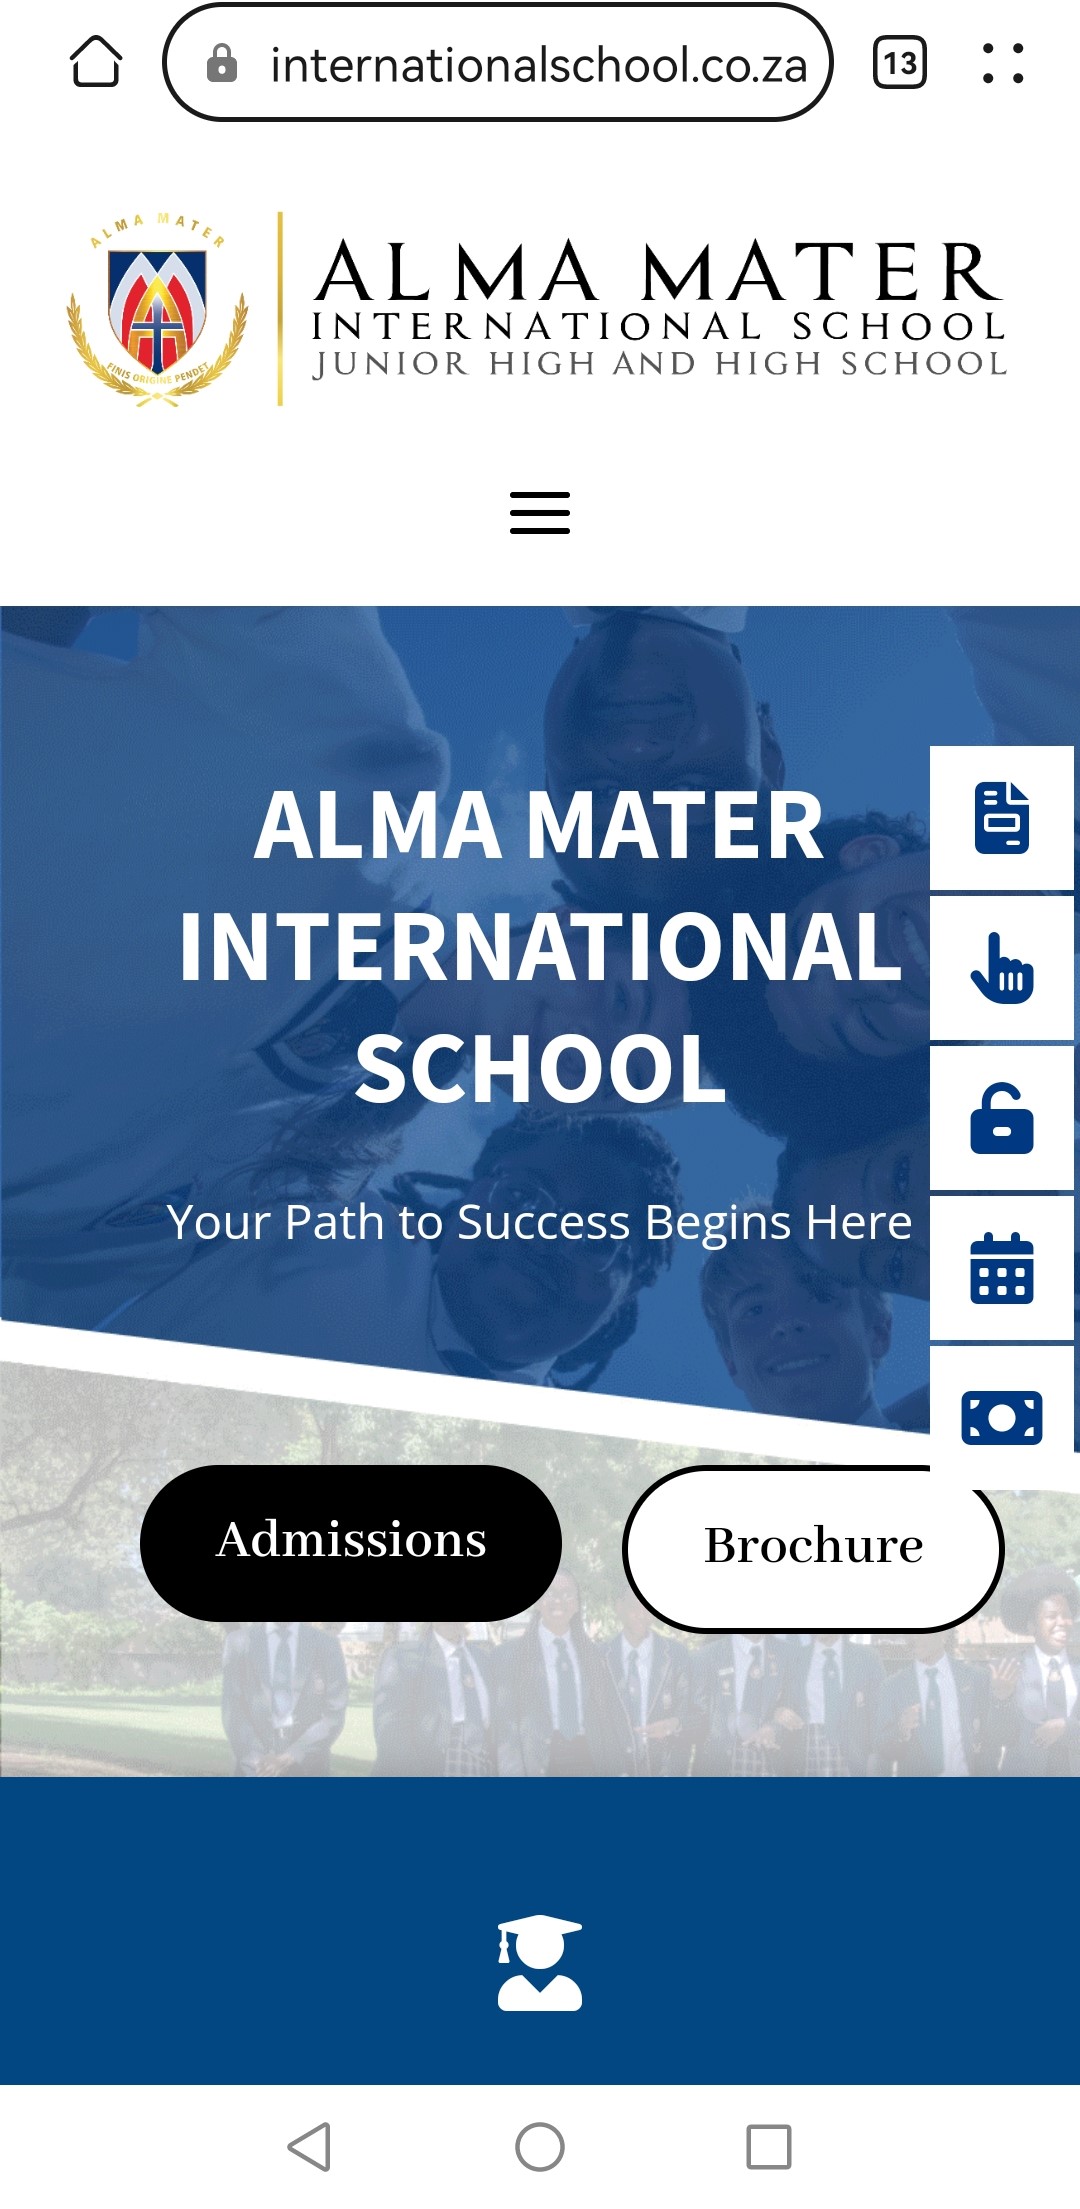 internationalschool.co.za
13
ALMA MATER
FINIS ORIGINE PENDET
ALMA MATER
INTERNATIONAL SCHOOL
JUNIOR HIGH AND HIGH SCHOOL
ALMA MATER
INTERNATIONAL
SCHOOL
Your Path to Success Begins Here
Admissions
Brochure